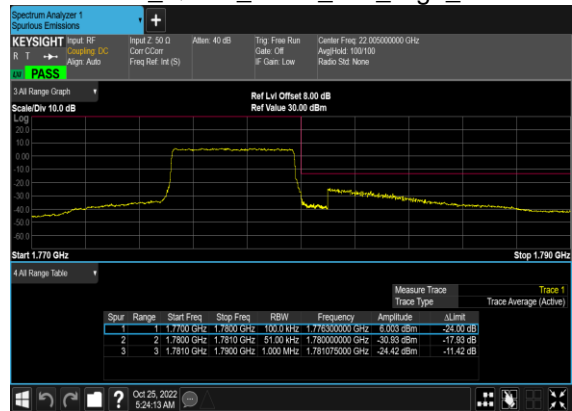 Spectrum Analyzer 1
Spurious Emissions
KEYSIGHT Input: RF Input Z: 50 Ω Atten: 40 dB Trig: Free Run Center Freq: 22.005000000 GHz
R T Coupling: DC Corr CCorr Gate: Off Avg|Hold: 100/100
Align: Auto Freq Ref: Int (S) IF Gain: Low Radio Std: None
LW PASS
3 All Range Graph
Ref Lvl Offset 8.00 dB
Scale/Div 10.0 dB Ref Value 30.00 dBm
Log
20.0
10.0
0.00
-10.0
-20.0
-30.0
-40.0
-50.0
-60.0
Start 1.770 GHz Stop 1.790 GHz
4 All Range Table
Measure Trace Trace 1
Trace Type Trace Average (Active)
Spur Range Start Freq Stop Freq RBW Frequency Amplitude ΔLimit
1 1 1.7700 GHz 1.7800 GHz 100.0 kHz 1.776300000 GHz 6.003 dBm -24.00 dB
2 2 1.7800 GHz 1.7810 GHz 51.00 kHz 1.780000000 GHz -30.93 dBm -17.93 dB
3 3 1.7810 GHz 1.7900 GHz 1.000 MHz 1.781075000 GHz -24.42 dBm -11.42 dB
? Oct 25, 2022
5:24:13 AM